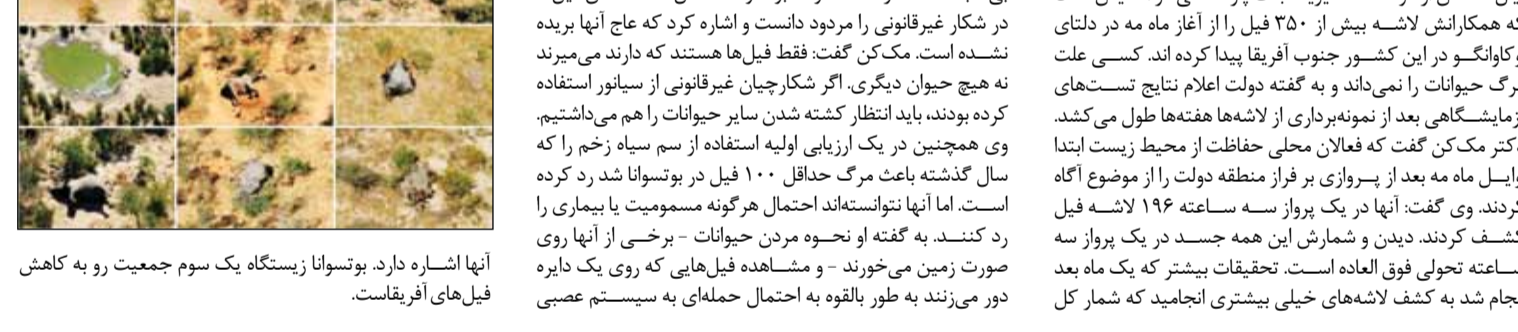 که همکارانش لاشه بیش از ۳۵۰ فیل را از آغاز ماه مه در دلتای
وکاوانگو در این کشور جنوب آفریقا پیدا کرده اند. کسی علت
مرگ حیوانات را نمی‌داند و به گفته دولت اعلام نتایج تست‌های
زمایشگاهی بعد از نمونه‌برداری از لاشه‌ها هفته‌ها طول می‌کشد.
دکتر مک‌کن گفت که فعالان محلی حفاظت از محیط زیست ابتدا
وایل ماه مه بعد از پروازی بر فراز منطقه دولت را از موضوع آگاه
کردند. وی گفت: آنها در یک پرواز سه ساعته ۱۹۶ لاشه فیل
کشف کردند. دیدن و شمارش این همه جسد در یک پرواز سه
ساعته تحولی فوق العاده است. تحقیقات بیشتر که یک ماه بعد
نجام شد به کشف لاشه‌های خیلی بیشتری انجامید که شمار کل
در شکار غیرقانونی را مردود دانست و اشاره کرد که عاج آنها بریده
نشده است. مک‌کن گفت: فقط فیل‌ها هستند که دارند می‌میرند
نه هیچ حیوان دیگری. اگر شکارچیان غیرقانونی از سیانور استفاده
کرده بودند، باید انتظار کشته شدن سایر حیوانات را هم می‌داشتیم.
وی همچنین در یک ارزیابی اولیه استفاده از سم سیاه زخم را که
سال گذشته باعث مرگ حداقل ۱۰۰ فیل در بوتسوانا شد رد کرده
است. اما آنها نتوانسته‌اند احتمال هرگونه مسمومیت یا بیماری را
رد کنند. به گفته او نحوه مردن حیوانات - برخی از آنها روی
صورت زمین می‌خورند - و مشاهده فیل‌هایی که روی یک دایره
دور می‌زنند به طور بالقوه به احتمال حمله‌ای به سیستم عصبی
آنها اشاره دارد. بوتسوانا زیستگاه یک سوم جمعیت رو به کاهش
فیل‌های آفریقاست.